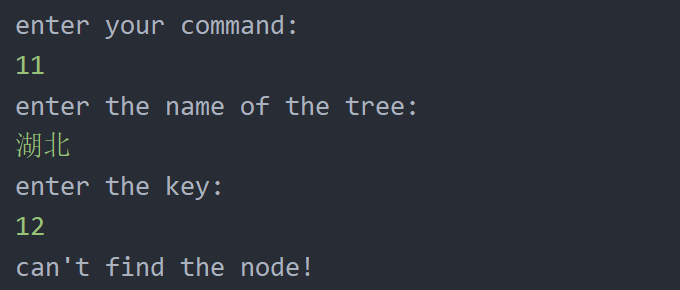 enter your command:
11
enter the name of the tree:
湖北
enter the key:
12
can't find the node!